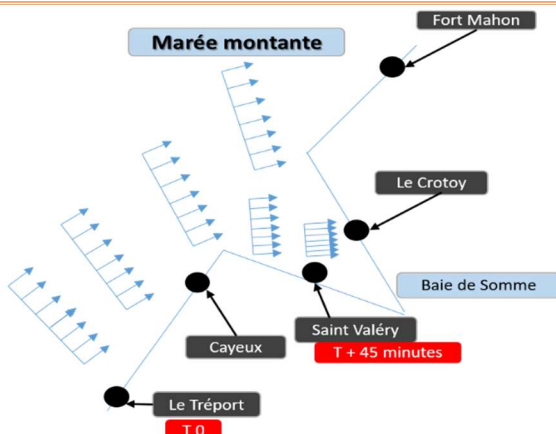 Fort Mahon
Marée montante
Le Crotoy
Baie de Somme
Saint Valéry
T + 45 minutes
Cayeux
Le Tréport
T 0